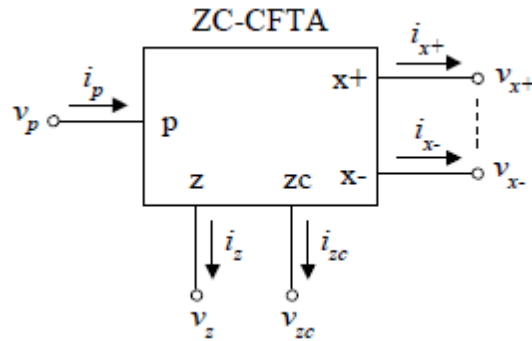 ZC-CFTA
i_p
v_p
p
z
zc
x+
x-
i_x+
v_x+
i_x-
v_x-
i_z
i_zc
v_z
v_zc